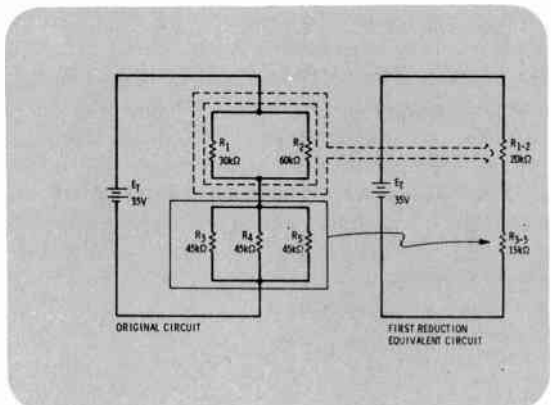 R1
30kΩ
R2
60kΩ
ET
35V
R3
45kΩ
R4
45kΩ
R5
45kΩ
ORIGINAL CIRCUIT
R1-2
20kΩ
ET
35V
R3-5
15kΩ
FIRST REDUCTION
EQUIVALENT CIRCUIT